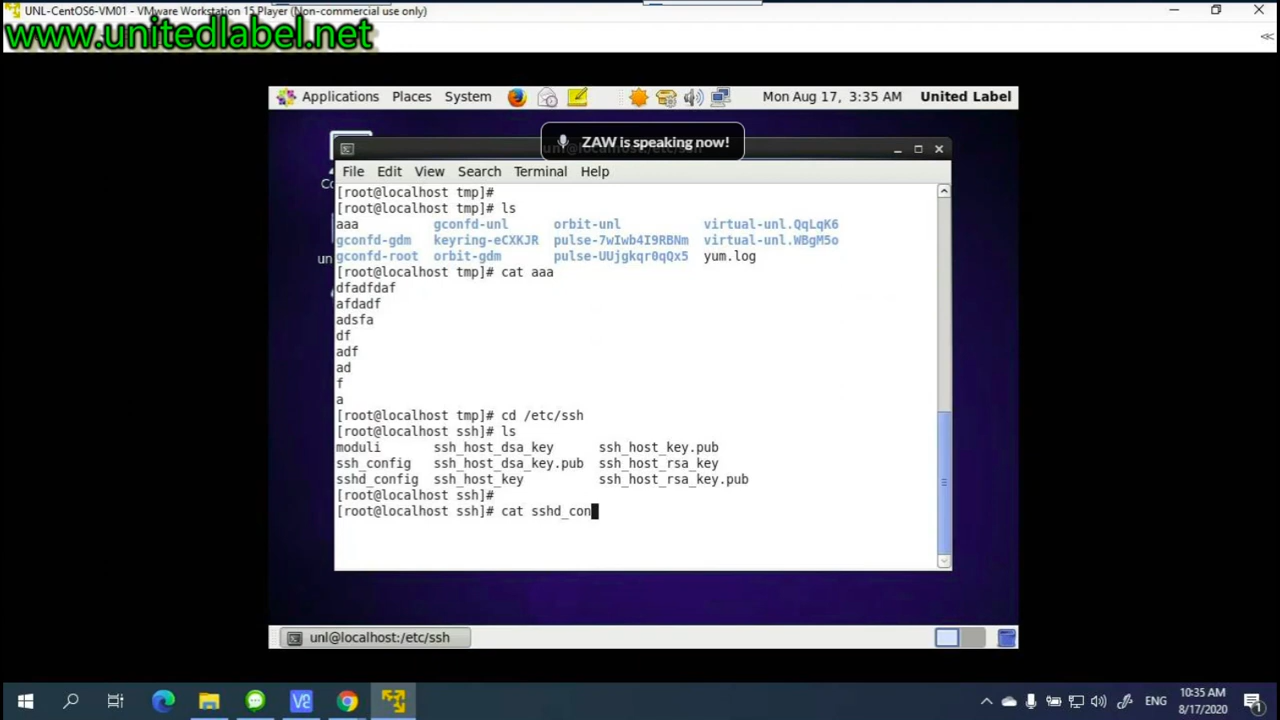 UNL-CentOS6-VM01 - VMware Workstation 15 Player (Non-commercial use only)
www.unitedlabel.net
Applications Places System Mon Aug 17, 3:35 AM United Label
ZAW is speaking now!
File Edit View Search Terminal Help
[root@localhost tmp]#
[root@localhost tmp]# ls
aaa gconfd-unl orbit-unl virtual-unl.QqLqK6
gconfd-gdm keyring-eCXKJR pulse-7wIwb4I9RBNm virtual-unl.WBgM5o
gconfd-root orbit-gdm pulse-UUjgkqr0qQx5 yum.log
[root@localhost tmp]# cat aaa
dfadfdaf
afdadf
adsfa
df
adf
ad
f
a
[root@localhost tmp]# cd /etc/ssh
[root@localhost ssh]# ls
moduli ssh_host_dsa_key ssh_host_key.pub
ssh_config ssh_host_dsa_key.pub ssh_host_rsa_key
sshd_config ssh_host_key ssh_host_rsa_key.pub
[root@localhost ssh]#
[root@localhost ssh]# cat sshd_con
unl@localhost:/etc/ssh
ENG
10:35 AM
8/17/2020